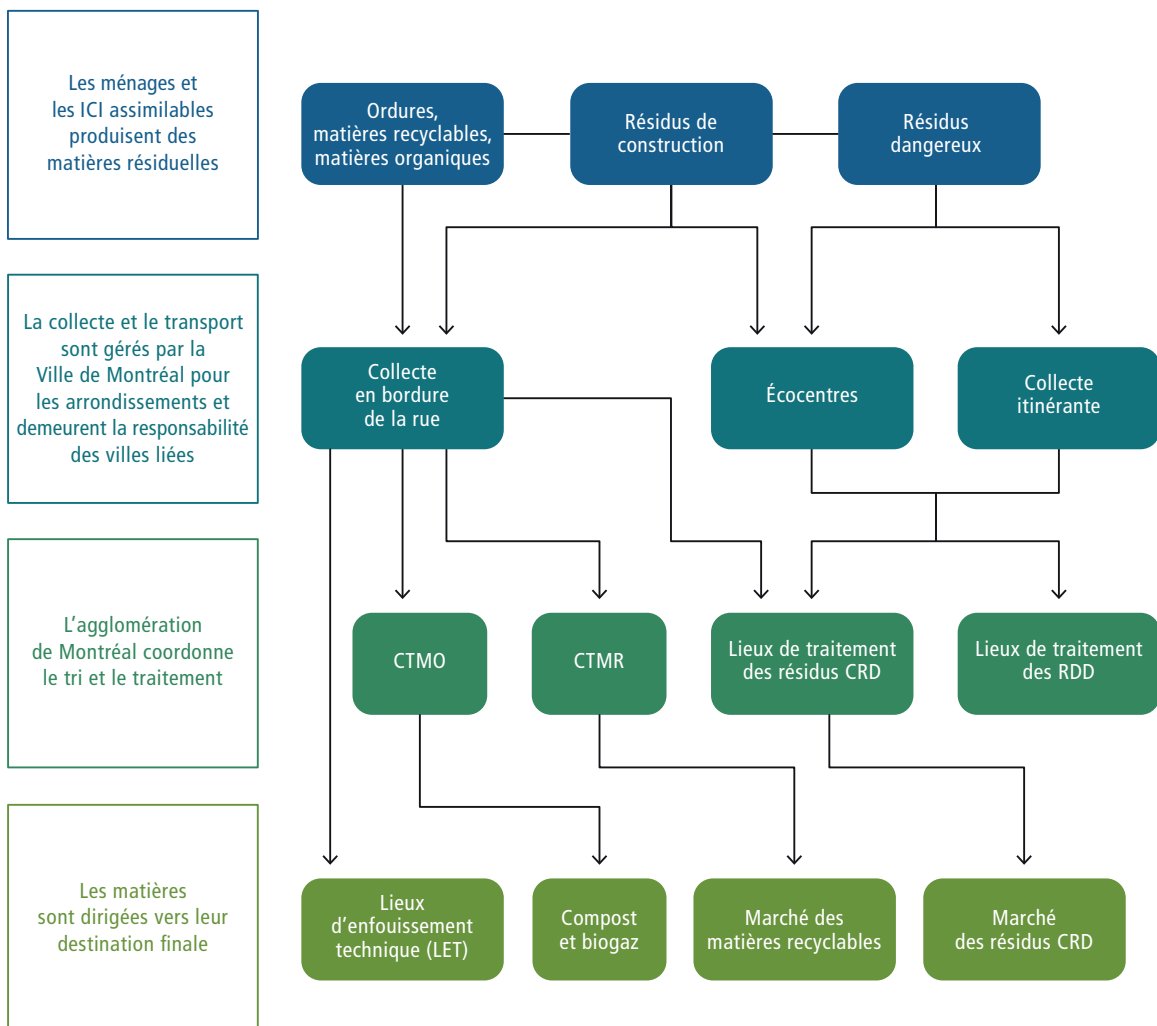 Les ménages et
les ICI assimilables
produisent des
matières résiduelles
Ordures,
matières recyclables,
matières organiques
Résidus de
construction
Résidus
dangereux
La collecte et le transport
sont gérés par la
Ville de Montréal pour
les arrondissements et
demeurent la responsabilité
des villes liées
Collecte
en bordure
de la rue
Écocentres
Collecte
itinérante
L'agglomération
de Montréal coordonne
le tri et le traitement
CTMO
CTMR
Lieux de traitement
des résidus CRD
Lieux de traitement
des RDD
Les matières
sont dirigées vers leur
destination finale
Lieux
d'enfouissement
technique (LET)
Compost
et biogaz
Marché des
matières recyclables
Marché
des résidus CRD